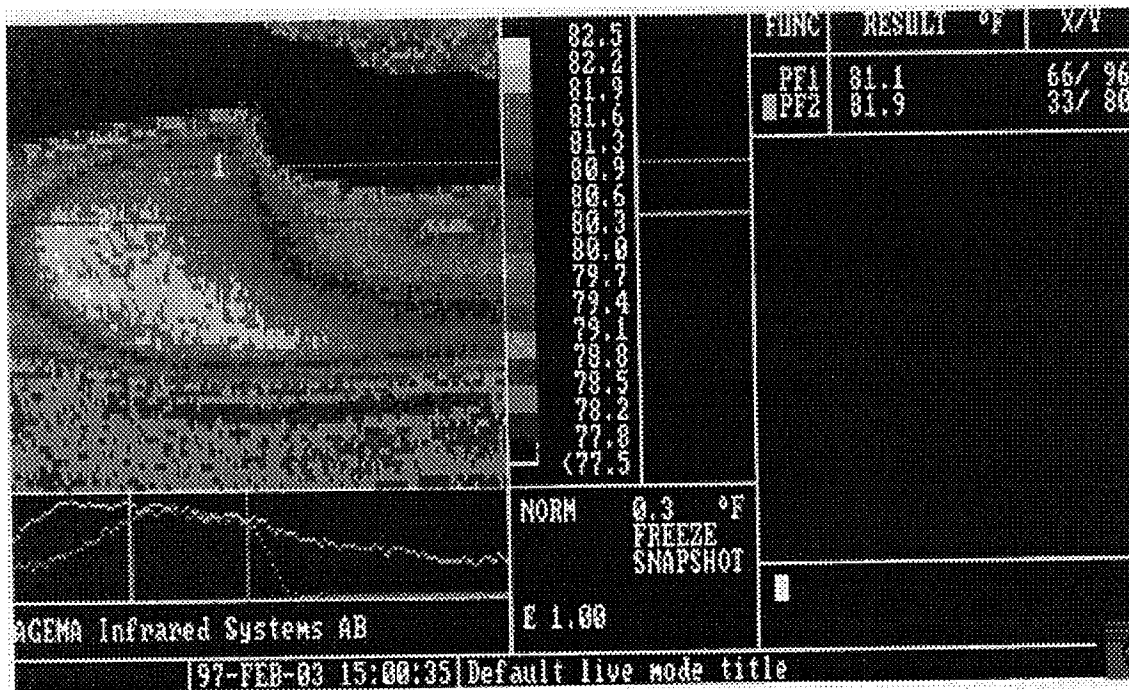 82.5
82.2
81.9
81.6
81.3
80.9
80.6
80.3
80.0
79.7
79.4
79.1
78.8
78.5
78.2
77.8
<77.5
FUNC RESULT °F X/Y
PF1 81.1 66/ 96
PF2 81.9 33/ 80
1
NORM 0.3 °F
FREEZE
SNAPSHOT
E 1.00
AGEMA Infrared Systems AB
97-FEB-03 15:00:35 Default live mode title